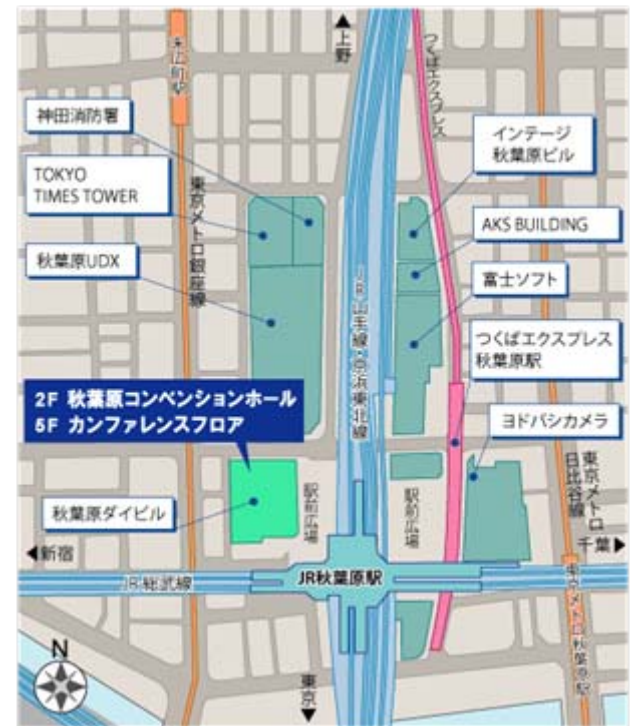 ▲上野
つくばエクスプレス
末広町駅
神田消防署
インテージ
秋葉原ビル
TOKYO
TIMES TOWER
東京メトロ銀座線
AKS BUILDING
秋葉原UDX
富士ソフト
JR山手線・京浜東北線
つくばエクスプレス
秋葉原駅
2F 秋葉原コンベンションホール
5F カンファレンスフロア
ヨドバシカメラ
東京メトロ
日比谷線
秋葉原ダイビル
駅前広場
駅前広場
千葉▶
◀新宿
JR総武線
JR秋葉原駅
東京メトロ秋葉原駅
N
東京▼